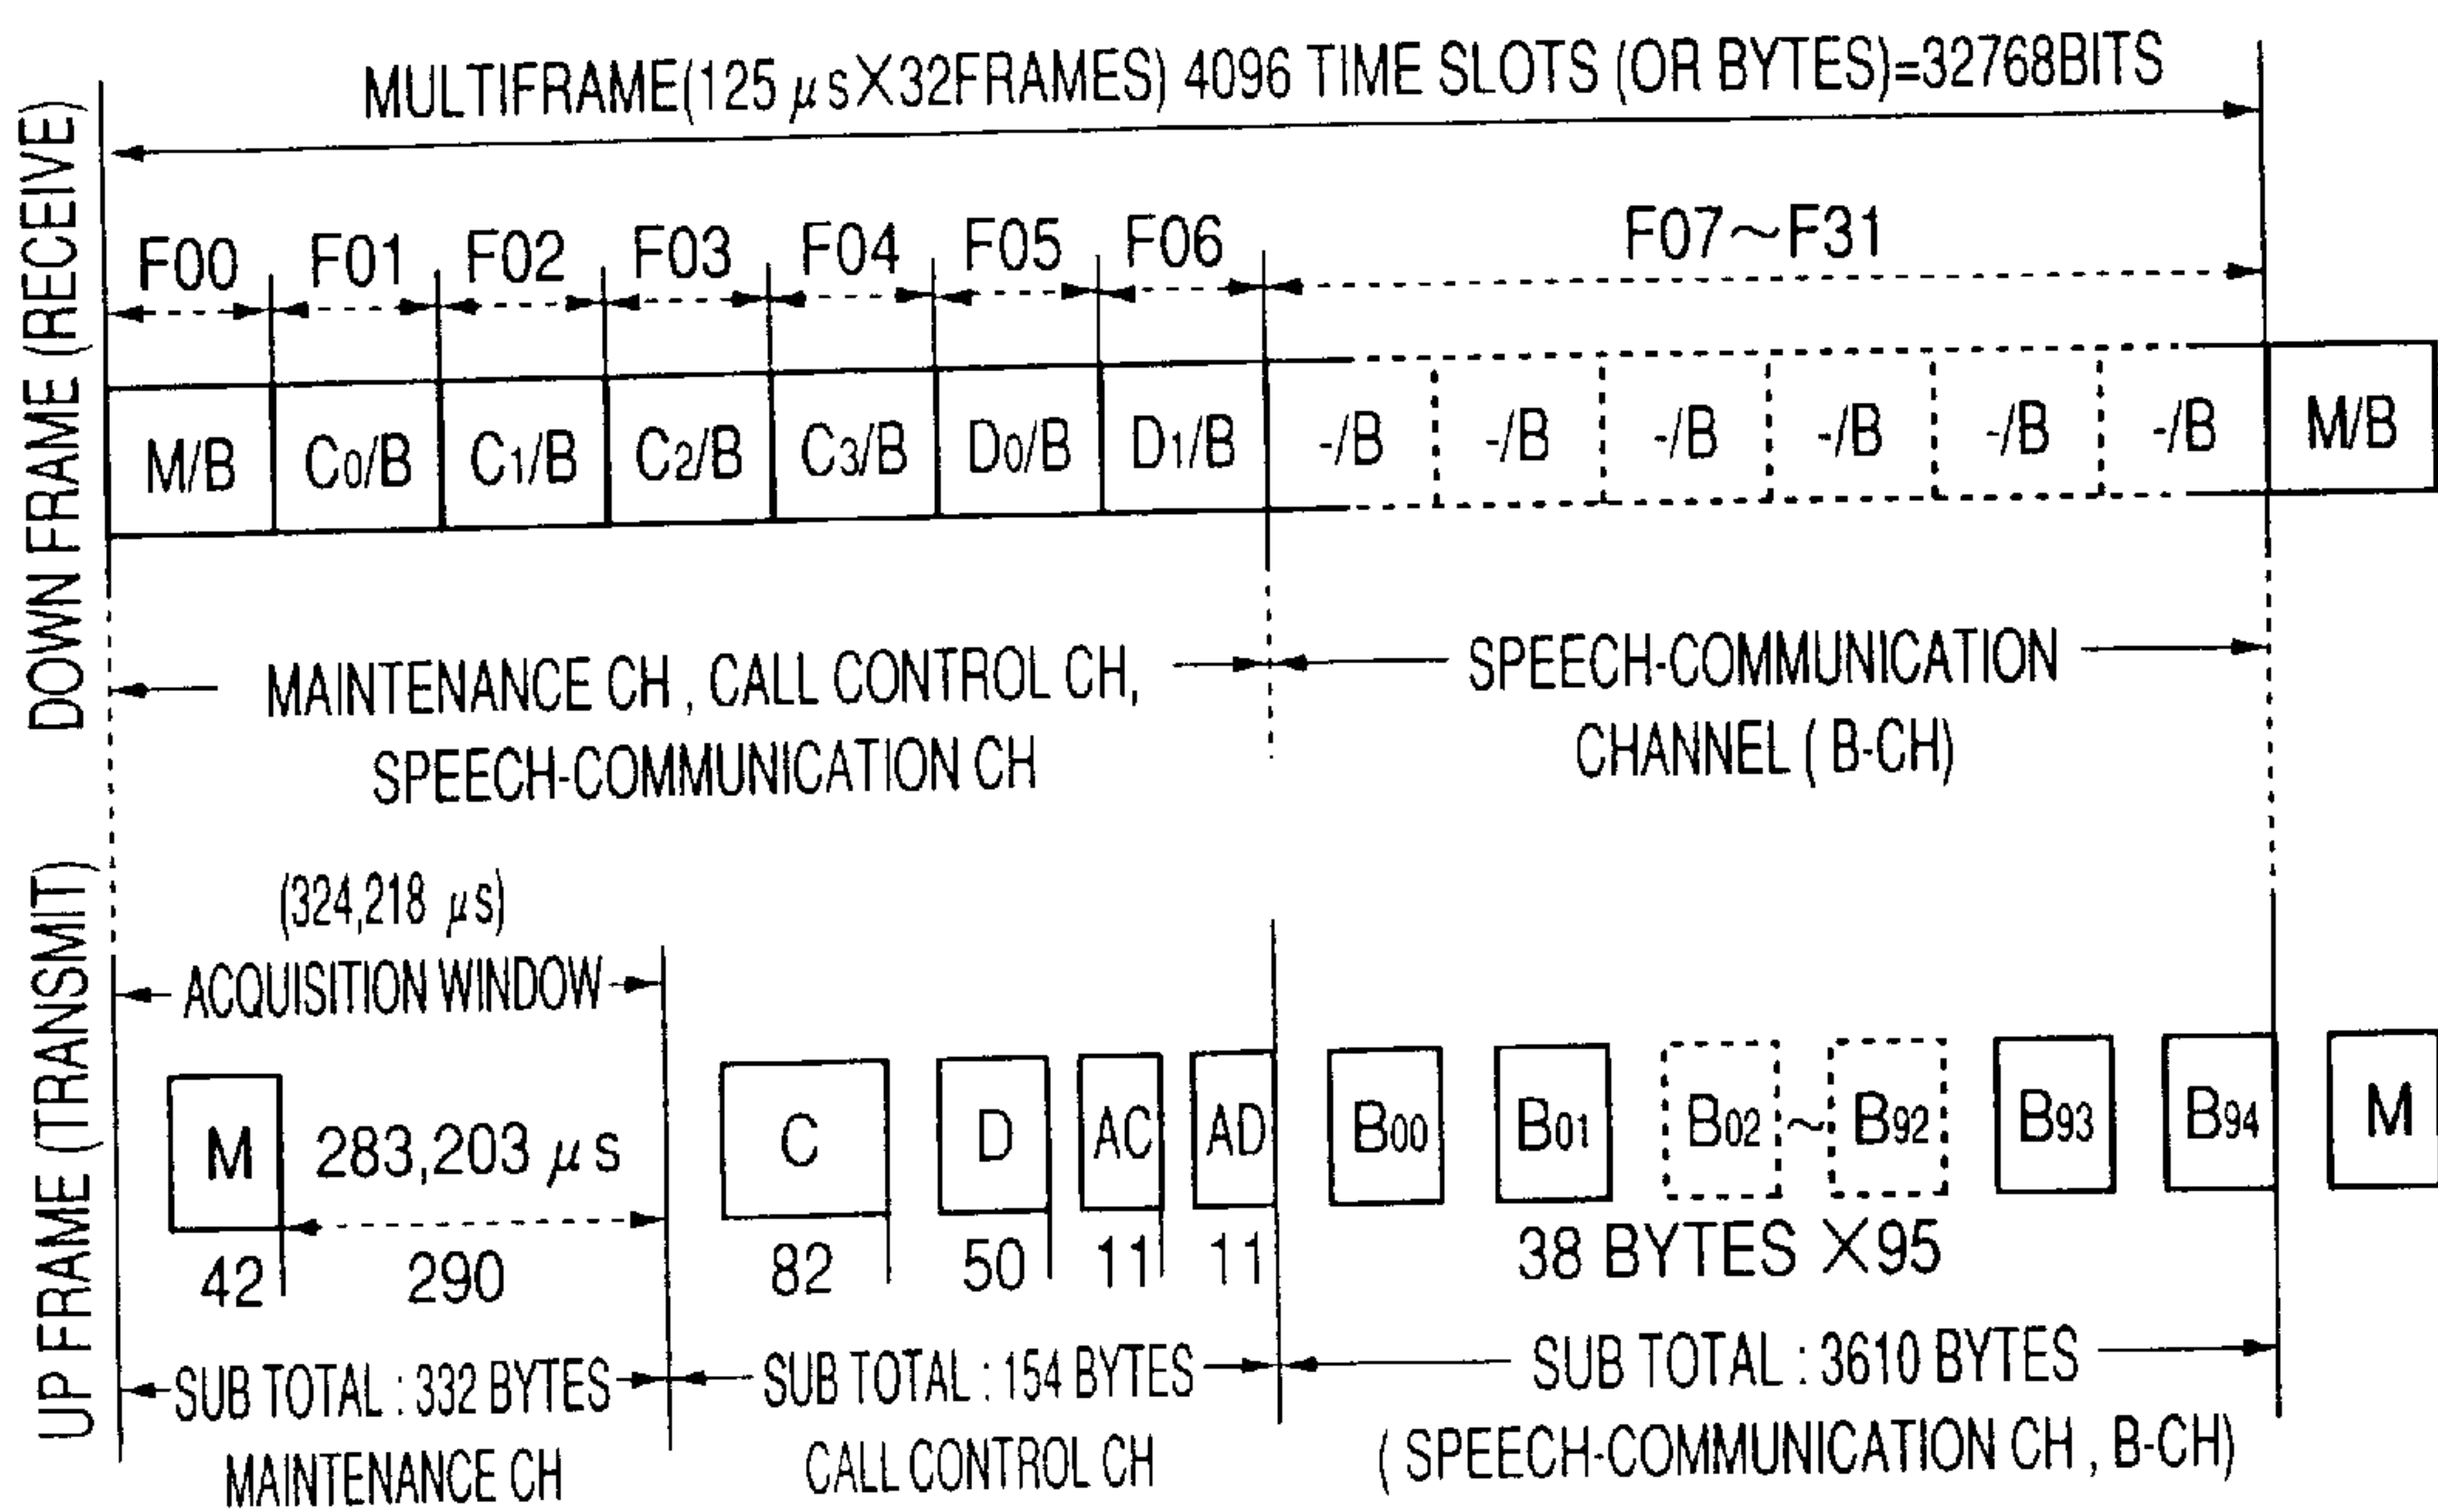 MULTIFRAME(125 μs×32FRAMES) 4096 TIME SLOTS (OR BYTES)=32768BITS
DOWN FRAME (RECEIVE)
F00 F01 F02 F03 F04 F05 F06 F07~F31
M/B C0/B C1/B C2/B C3/B D0/B D1/B -/B -/B -/B -/B -/B -/B M/B
MAINTENANCE CH , CALL CONTROL CH,
SPEECH-COMMUNICATION CH
SPEECH-COMMUNICATION
CHANNEL ( B-CH)
UP FRAME (TRANSMIT)
(324,218 μs)
ACQUISITION WINDOW
M 283,203 μs C D AC AD B00 B01 B02 ~ B92 B93 B94 M
42 290 82 50 11 11 38 BYTES ×95
SUB TOTAL : 332 BYTES
MAINTENANCE CH
SUB TOTAL : 154 BYTES
CALL CONTROL CH
SUB TOTAL : 3610 BYTES
( SPEECH-COMMUNICATION CH , B-CH)